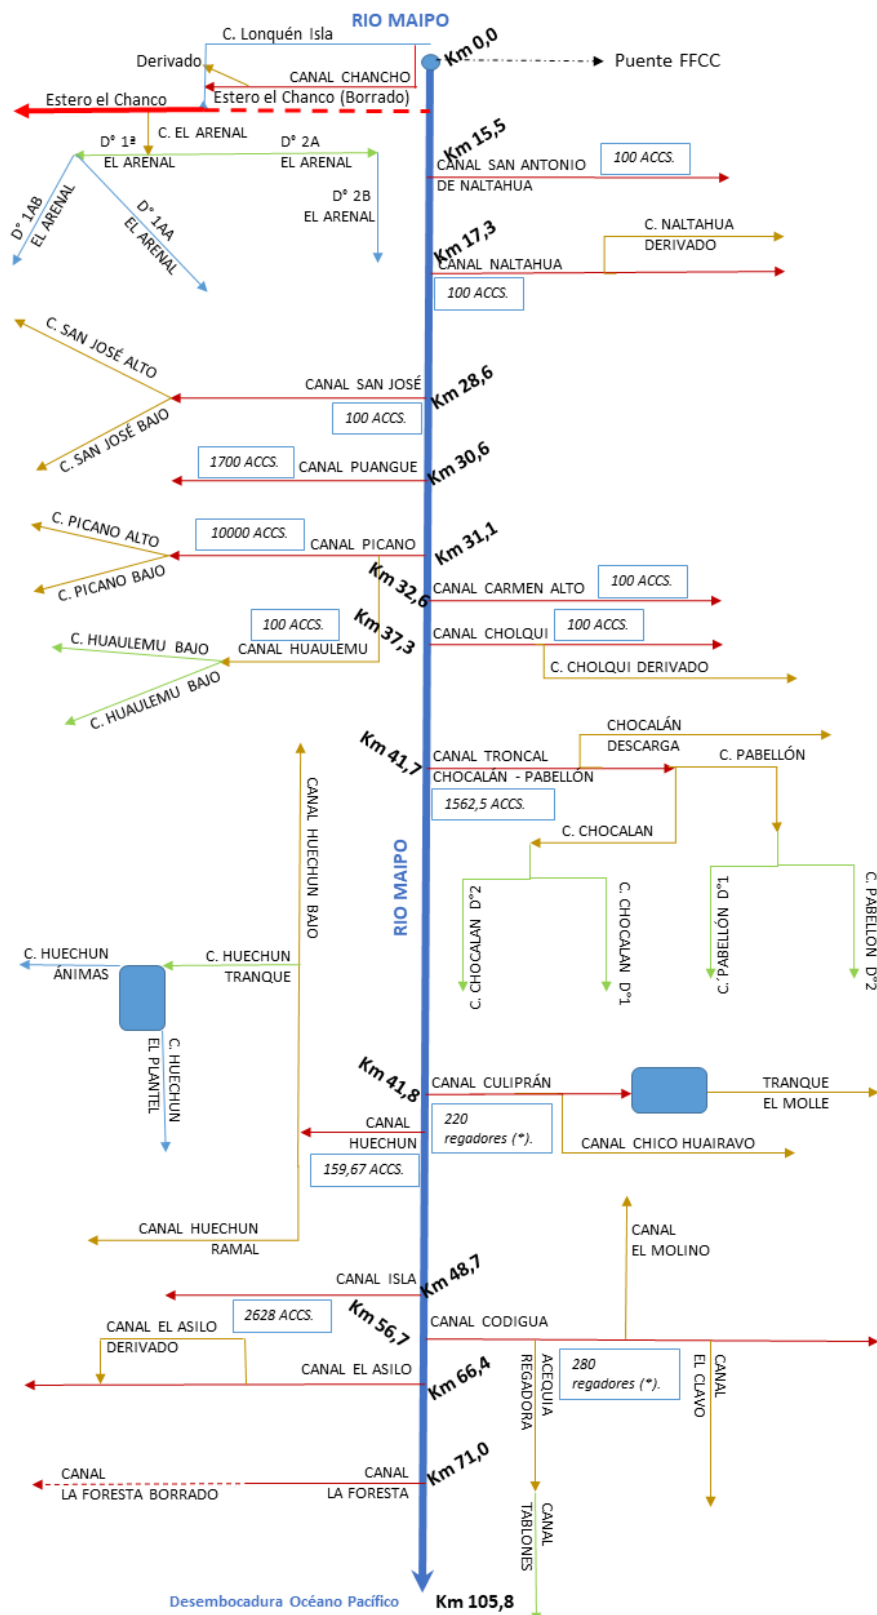 RIO MAIPO
C. Lonquén Isla
Km 0,0
Derivado
Puente FFCC
CANAL CHANCHO
Estero el Chanco
Estero el Chanco (Borrado)
C. EL ARENAL
D° 1ª
EL ARENAL
D° 2A
EL ARENAL
Km 15,5
100 ACCS.
CANAL SAN ANTONIO
DE NALTAHUA
D° 1AB
EL ARENAL
D° 1AA
EL ARENAL
D° 2B
EL ARENAL
Km 17,3
C. NALTAHUA
DERIVADO
CANAL NALTAHUA
100 ACCS.
C. SAN JOSÉ ALTO
CANAL SAN JOSÉ
Km 28,6
100 ACCS.
C. SAN JOSÉ BAJO
1700 ACCS.
CANAL PUANGUE
Km 30,6
C. PICANO ALTO
10000 ACCS.
CANAL PICANO
Km 31,1
C. PICANO BAJO
Km 32,6
CANAL CARMEN ALTO
100 ACCS.
Km 37,3
CANAL CHOLQUI
100 ACCS.
C. CHOLQUI DERIVADO
100 ACCS.
C. HUAULEMU BAJO
CANAL HUAULEMU
C. HUAULEMU BAJO
Km 41,7
CHOCALÁN
DESCARGA
CANAL TRONCAL
CHOCALÁN - PABELLÓN
C. PABELLÓN
1562,5 ACCS.
C. CHOCALAN
CANAL HUECHUN BAJO
RIO MAIPO
C. CHOCALAN D°2
C. CHOCALAN D°1
C. PABELLÓN D°1
C. PABELLON D°2
C. HUECHUN
ÁNIMAS
C. HUECHUN
TRANQUE
C. HUECHUN
EL PLANTEL
Km 41,8
CANAL CULIPRÁN
TRANQUE
EL MOLLE
220
regadores (*).
CANAL CHICO HUAIRAVO
CANAL
HUECHUN
159,67 ACCS.
CANAL HUECHUN
RAMAL
CANAL
EL MOLINO
CANAL ISLA
Km 48,7
2628 ACCS.
Km 56,7
CANAL CODIGUA
CANAL EL ASILO
DERIVADO
CANAL EL ASILO
Km 66,4
ACEQUIA
REGADORA
280
regadores (*).
CANAL
EL CLAVO
CANAL
LA FORESTA BORRADO
CANAL
LA FORESTA
Km 71,0
CANAL
TABLONES
Desembocadura Océano Pacífico
Km 105,8